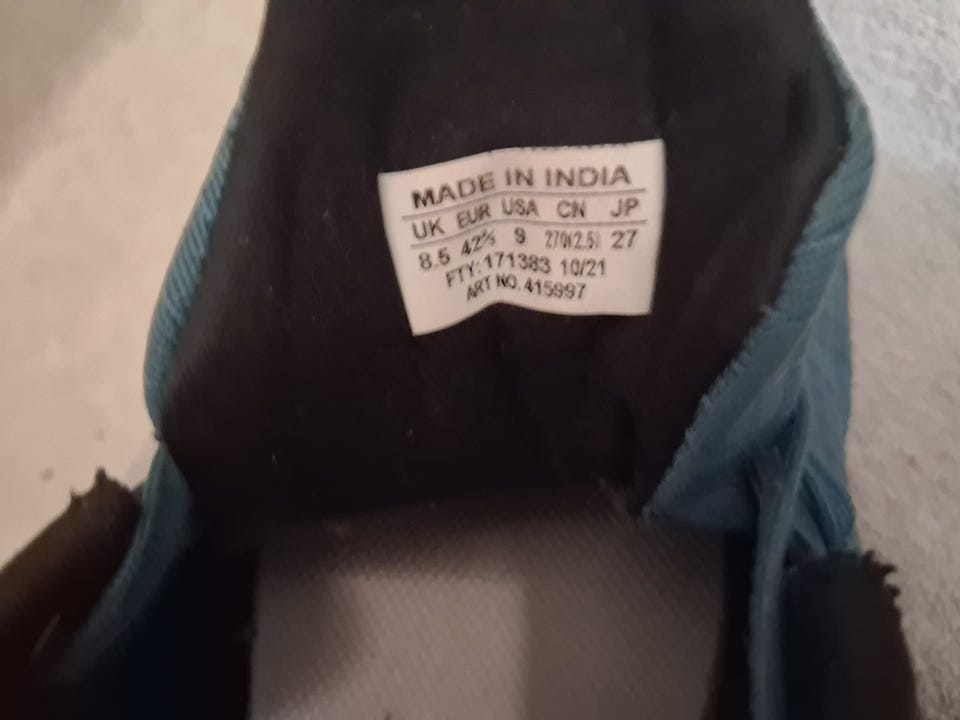 MADE IN INDIA
UK EUR USA CN JP
8.5 42⅔ 9 270(2.5) 27
FTY: 171383 10/21
ART NO. 415997